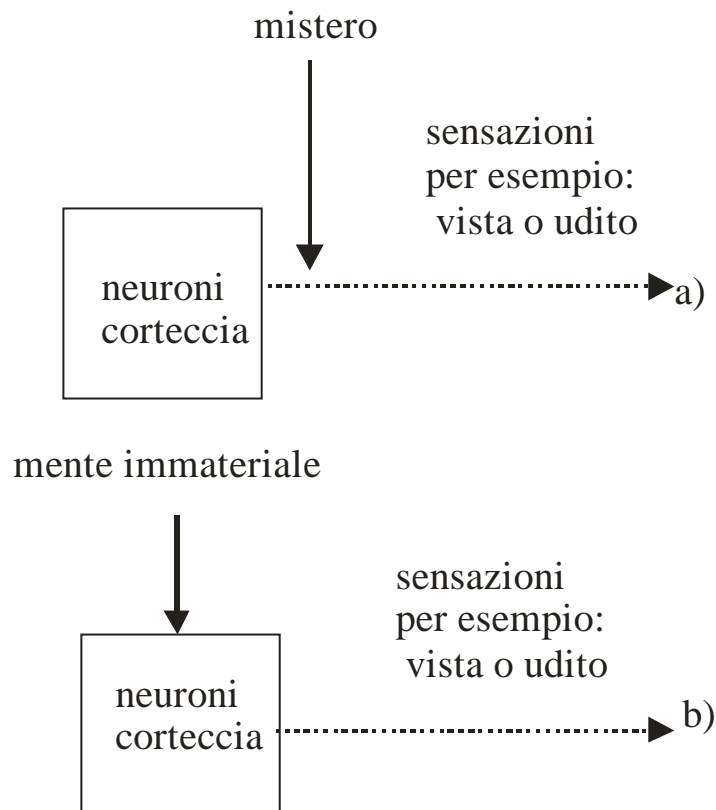 mistero
sensazioni
per esempio:
vista o udito
neuroni
corteccia
a)
mente immateriale
sensazioni
per esempio:
vista o udito
neuroni
corteccia
b)